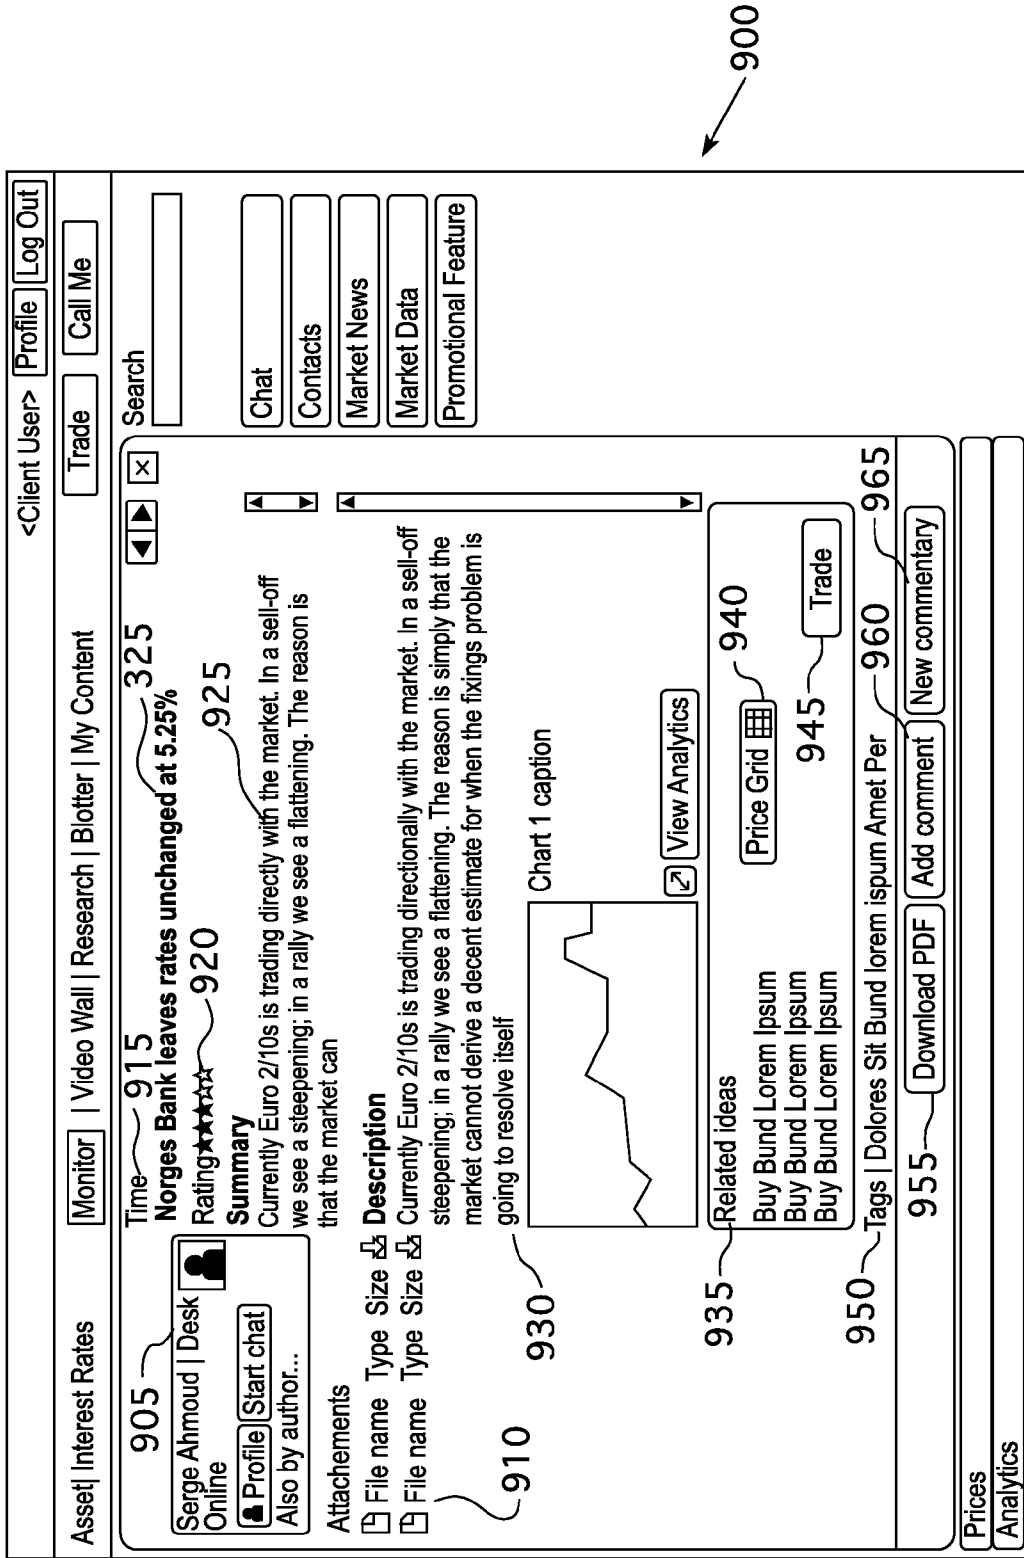 <Client User> Profile Log Out
Asset| Interest Rates Monitor | Video Wall | Research | Blotter | My Content Trade Call Me
905
Serge Ahmoud | Desk
Online
Profile Start chat
Also by author...
Attachements
File name Type Size
File name Type Size
910
Time 915
Norges Bank leaves rates unchanged at 5.25%
325
Rating 920
925
Summary
Currently Euro 2/10s is trading directly with the market. In a sell-off
we see a steepening; in a rally we see a flattening. The reason is
that the market can
Description
Currently Euro 2/10s is trading directionally with the market. In a sell-off
steepening; in a rally we see a flattening. The reason is simply that the
market cannot derive a decent estimate for when the fixings problem is
going to resolve itself
930
Chart 1 caption
View Analytics
935
Related ideas
Buy Bund Lorem Ipsum
Buy Bund Lorem Ipsum
Buy Bund Lorem Ipsum
Price Grid
940
945
Trade
950
Tags | Dolores Sit Bund lorem ispum Amet Per
960
965
955
Download PDF Add comment New commentary
Search
Chat
Contacts
Market News
Market Data
Promotional Feature
Prices
Analytics
900